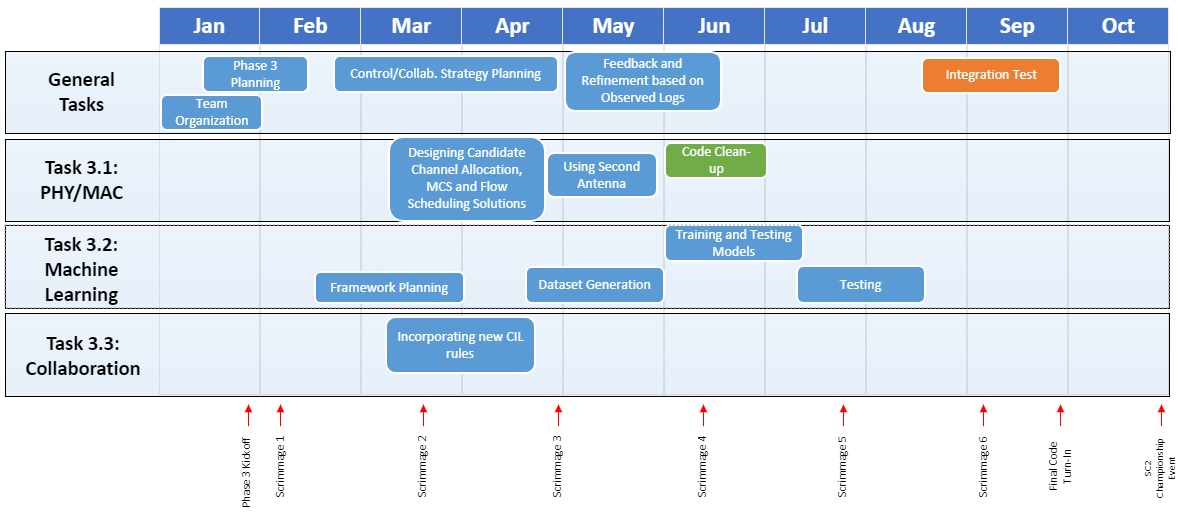 Jan Feb Mar Apr May Jun Jul Aug Sep Oct
General
Tasks
Phase 3
Planning
Team
Organization
Control/Collab. Strategy Planning
Feedback and
Refinement based on
Observed Logs
Integration Test
Task 3.1:
PHY/MAC
Designing Candidate
Channel Allocation,
MCS and Flow
Scheduling Solutions
Using Second
Antenna
Code Clean-
up
Task 3.2:
Machine
Learning
Framework Planning
Dataset Generation
Training and Testing
Models
Testing
Task 3.3:
Collaboration
Incorporating new CIL
rules
Phase 3 Kickoff
Scrimmage 1
Scrimmage 2
Scrimmage 3
Scrimmage 4
Scrimmage 5
Scrimmage 6
Final Code
Turn-In
SC2
Championship
Event